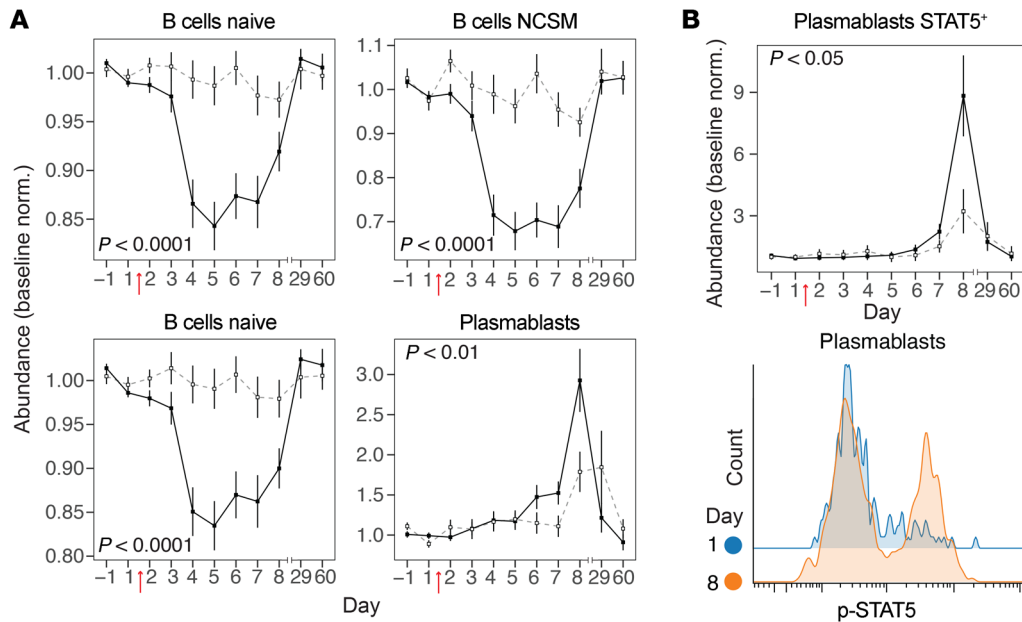 A
B cells naive
1.00
0.95
0.90
0.85
P < 0.0001
−1 1 2 3 4 5 6 7 8 29 60
B cells NCSM
1.1
1.0
0.9
0.8
0.7
P < 0.0001
−1 1 2 3 4 5 6 7 8 29 60
B cells naive
1.00
0.95
0.90
0.85
0.80
P < 0.0001
−1 1 2 3 4 5 6 7 8 29 60
Plasmablasts
P < 0.01
3.0
2.5
2.0
1.5
1.0
−1 1 2 3 4 5 6 7 8 29 60
Abundance (baseline norm.)
Day
B
Plasmablasts STAT5+
P < 0.05
9
6
3
−1 1 2 3 4 5 6 7 8 29 60
Abundance (baseline norm.)
Day
Plasmablasts
Count
Day
1
8
p-STAT5